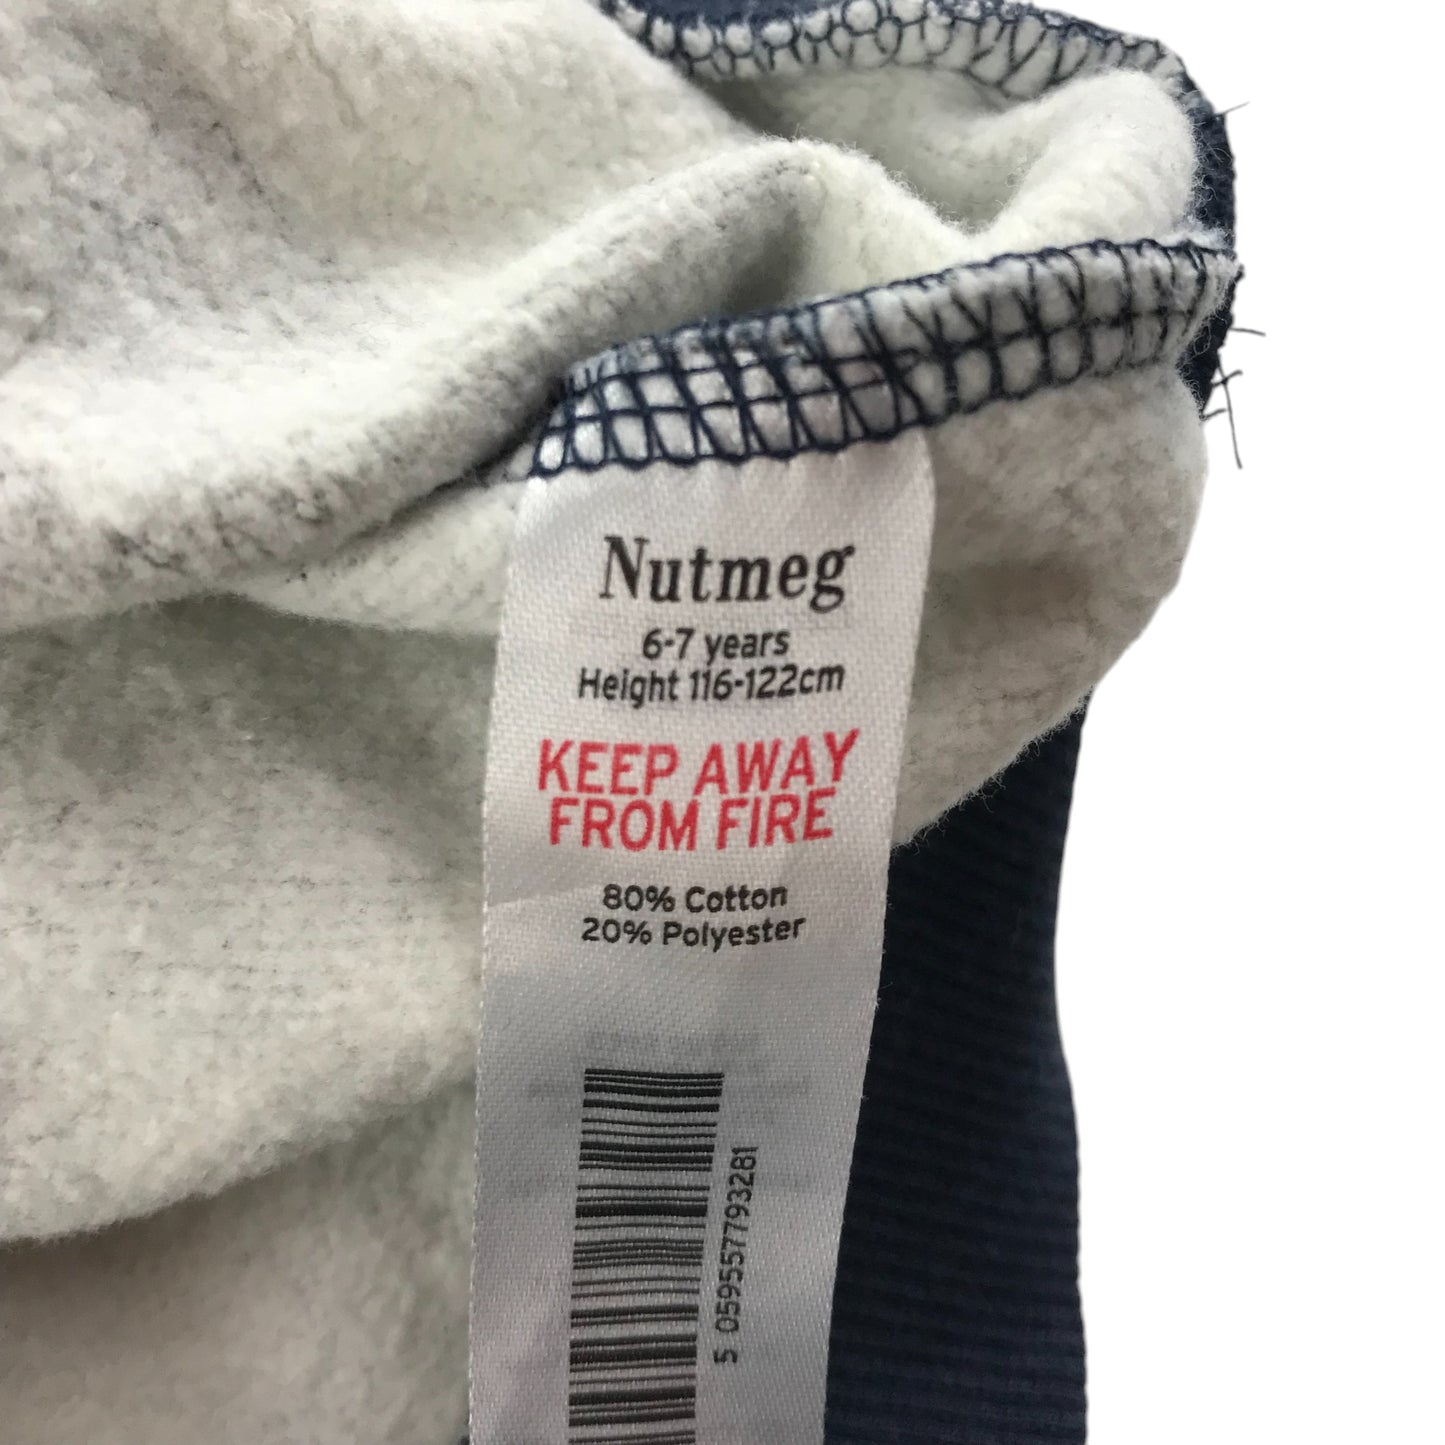 Nutmeg
6-7 years
Height 116-122cm
KEEP AWAY
FROM FIRE
80% Cotton
20% Polyester
5 059557793281